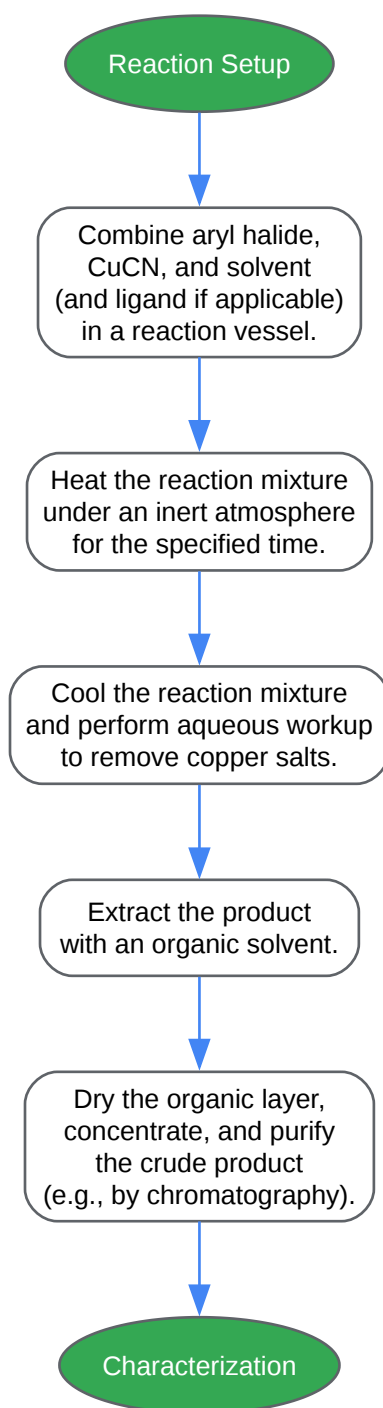 Reaction Setup
Combine aryl halide,
CuCN, and solvent
(and ligand if applicable)
in a reaction vessel.
Heat the reaction mixture
under an inert atmosphere
for the specified time.
Cool the reaction mixture
and perform aqueous workup
to remove copper salts.
Extract the product
with an organic solvent.
Dry the organic layer,
concentrate, and purify
the crude product
(e.g., by chromatography).
Characterization